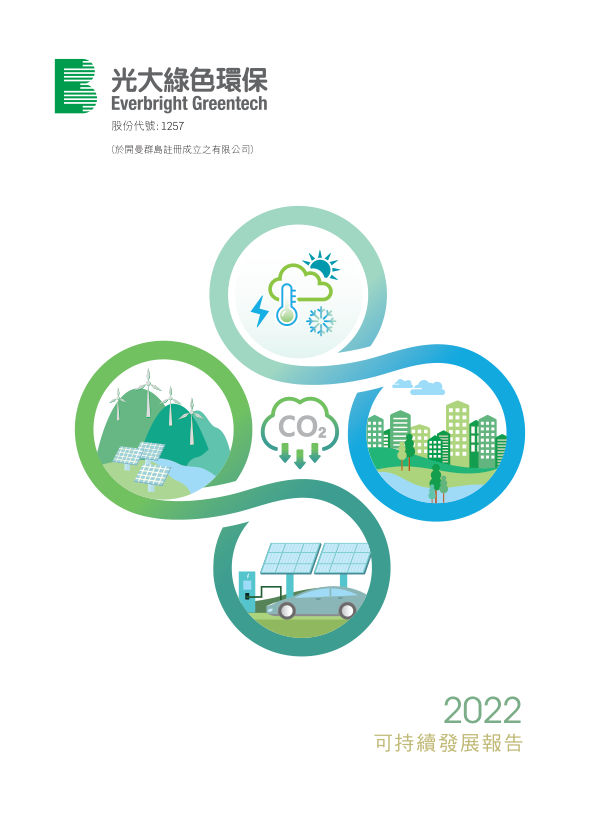 光大綠色環保
Everbright Greentech
股份代號: 1257
(於開曼群島註冊成立之有限公司)
CO₂
2022
可持續發展報告